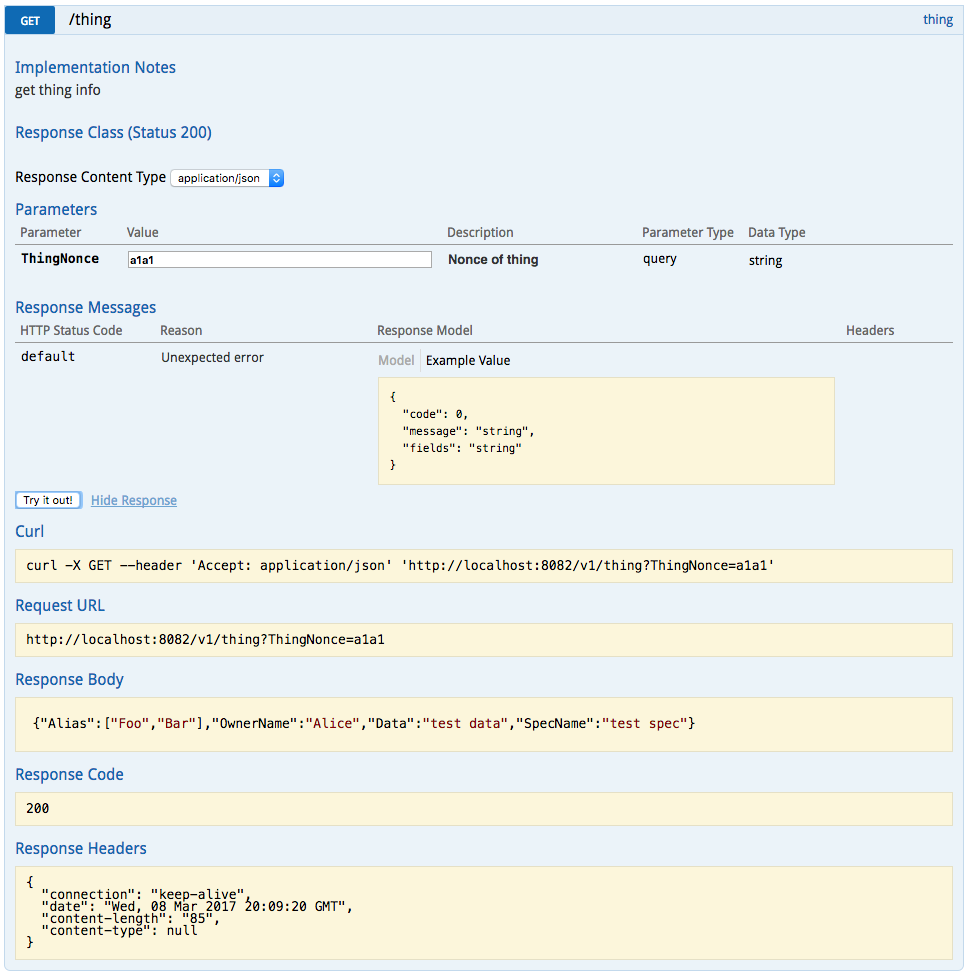 GET /thing thing
Implementation Notes
get thing info
Response Class (Status 200)
Response Content Type application/json
Parameters
Parameter Value Description Parameter Type Data Type
ThingNonce a1a1 Nonce of thing query string
Response Messages
HTTP Status Code Reason Response Model Headers
default Unexpected error Model Example Value
{
"code": 0,
"message": "string",
"fields": "string"
}
Try it out! Hide Response
Curl
curl -X GET --header 'Accept: application/json' 'http://localhost:8082/v1/thing?ThingNonce=a1a1'
Request URL
http://localhost:8082/v1/thing?ThingNonce=a1a1
Response Body
{"Alias":["Foo","Bar"],"OwnerName":"Alice","Data":"test data","SpecName":"test spec"}
Response Code
200
Response Headers
{
"connection": "keep-alive",
"date": "Wed, 08 Mar 2017 20:09:20 GMT",
"content-length": "85",
"content-type": null
}